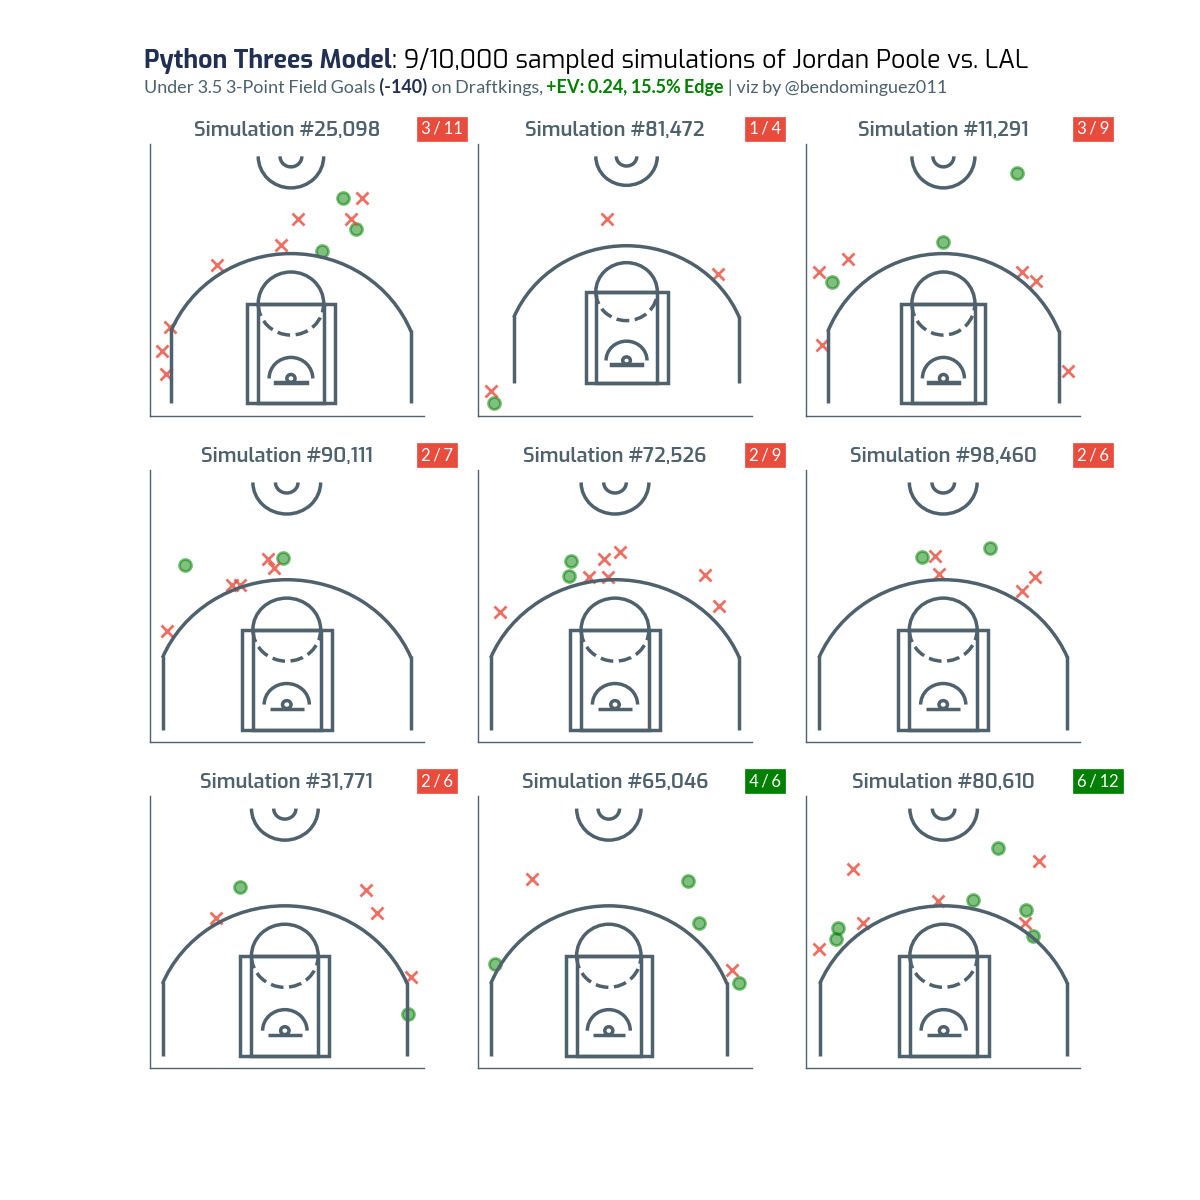 Python Threes Model: 9/10,000 sampled simulations of Jordan Poole vs. LAL
Under 3.5 3-Point Field Goals (-140) on Draftkings, +EV: 0.24, 15.5% Edge | viz by @bendominguez011
Simulation #25,098 3 / 11
Simulation #81,472 1 / 4
Simulation #11,291 3 / 9
Simulation #90,111 2 / 7
Simulation #72,526 2 / 9
Simulation #98,460 2 / 6
Simulation #31,771 2 / 6
Simulation #65,046 4 / 6
Simulation #80,610 6 / 12